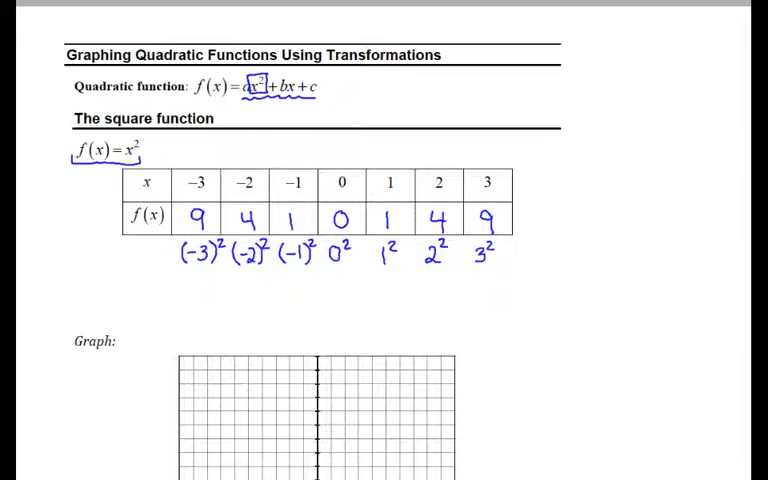 Graphing Quadratic Functions Using Transformations
Quadratic function: f(x)=ax²+bx+c
The square function
f(x)=x²
x −3 −2 −1 0 1 2 3
f(x) 9 4 1 0 1 4 9
(-3)² (-2)² (-1)² 0² 1² 2² 3²
Graph: